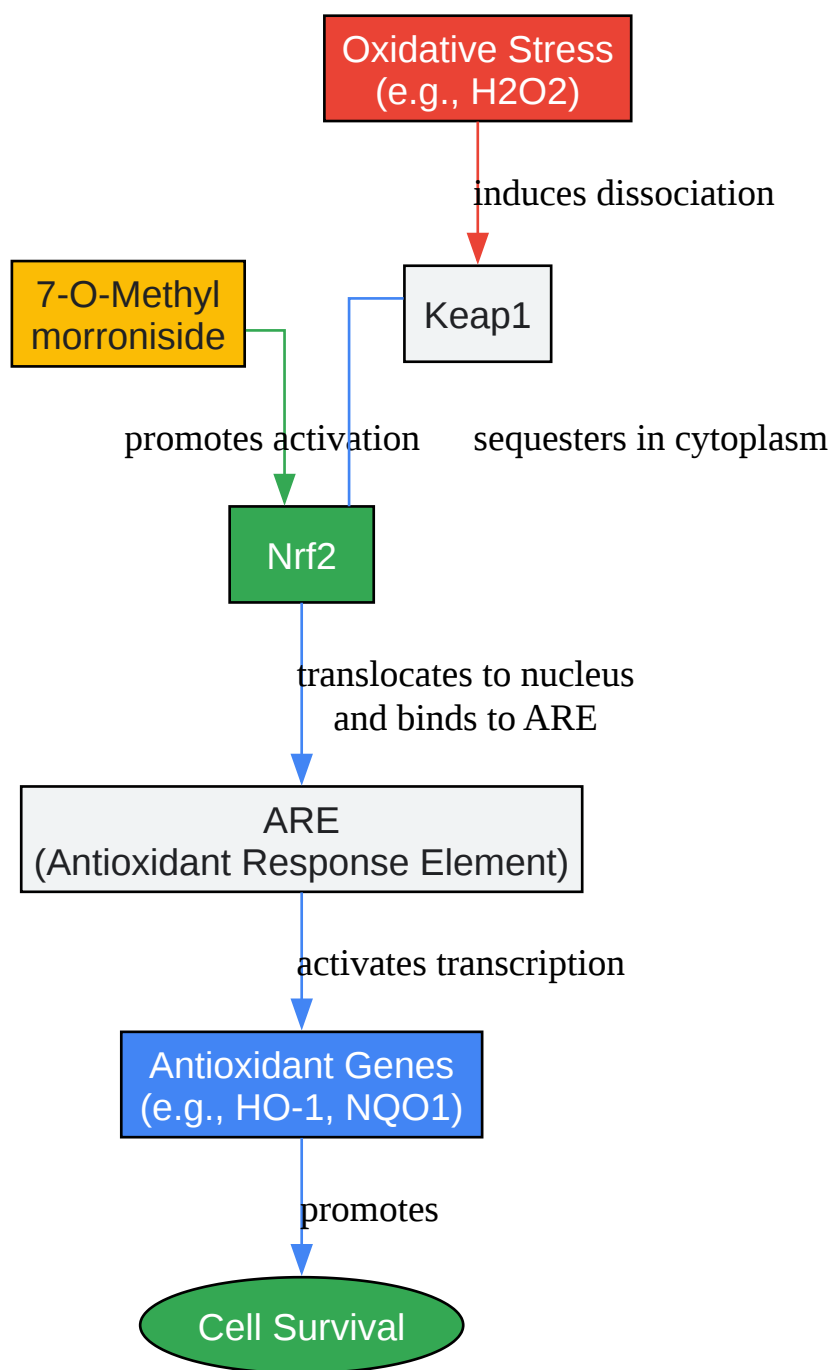 Oxidative Stress
(e.g., H2O2)
induces dissociation
7-O-Methyl
morroniside
Keap1
promotes activation
sequesters in cytoplasm
Nrf2
translocates to nucleus
and binds to ARE
ARE
(Antioxidant Response Element)
activates transcription
Antioxidant Genes
(e.g., HO-1, NQO1)
promotes
Cell Survival